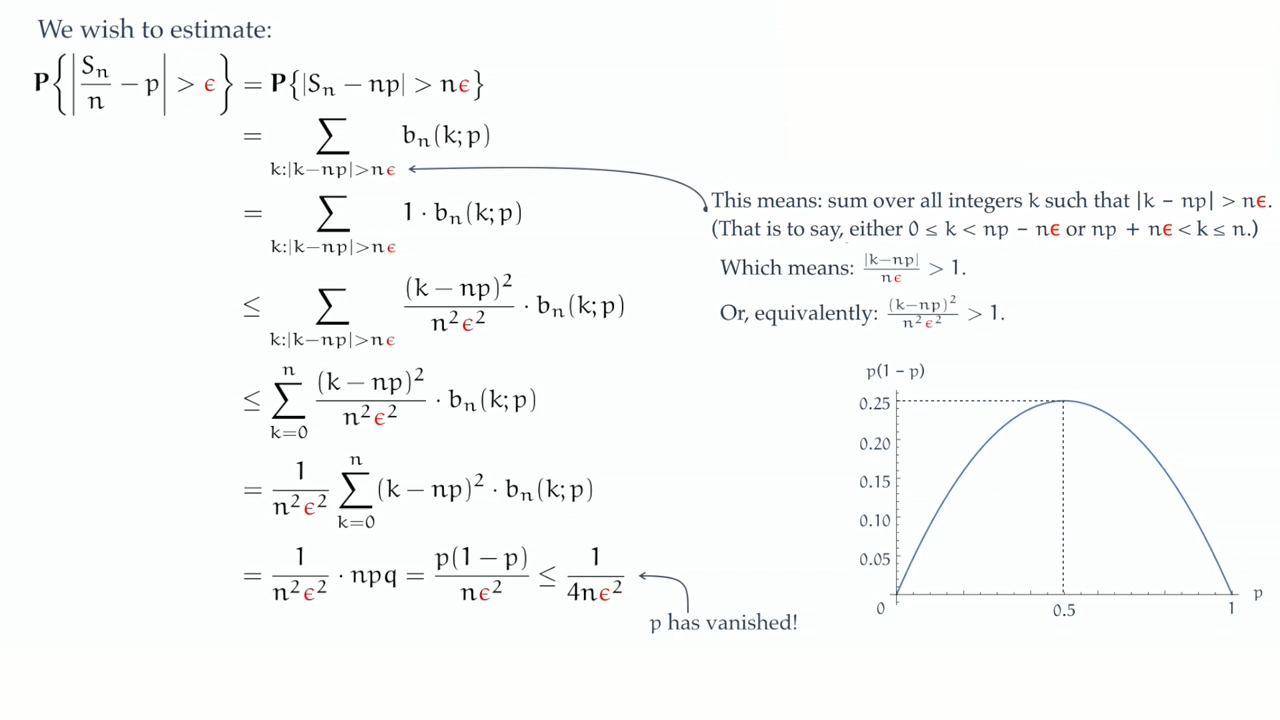 We wish to estimate:
P{|Sₙ/n − p| > ϵ} = P{|Sₙ − np| > nϵ}
= ∑_{k:|k−np|>nϵ} bₙ(k;p)
= ∑_{k:|k−np|>nϵ} 1 · bₙ(k;p)
≤ ∑_{k:|k−np|>nϵ} (k − np)²/n²ϵ² · bₙ(k;p)
≤ ∑_{k=0}^{n} (k − np)²/n²ϵ² · bₙ(k;p)
= 1/n²ϵ² ∑_{k=0}^{n} (k − np)² · bₙ(k;p)
= 1/n²ϵ² · npq = p(1 − p)/nϵ² ≤ 1/4nϵ²
p has vanished!
This means: sum over all integers k such that |k - np| > nϵ.
(That is to say, either 0 ≤ k < np - nϵ or np + nϵ < k ≤ n.)
Which means: |k−np|/nϵ > 1.
Or, equivalently: (k−np)²/n²ϵ² > 1.
p(1 - p)
0.25
0.20
0.15
0.10
0.05
0
0.5
1
p